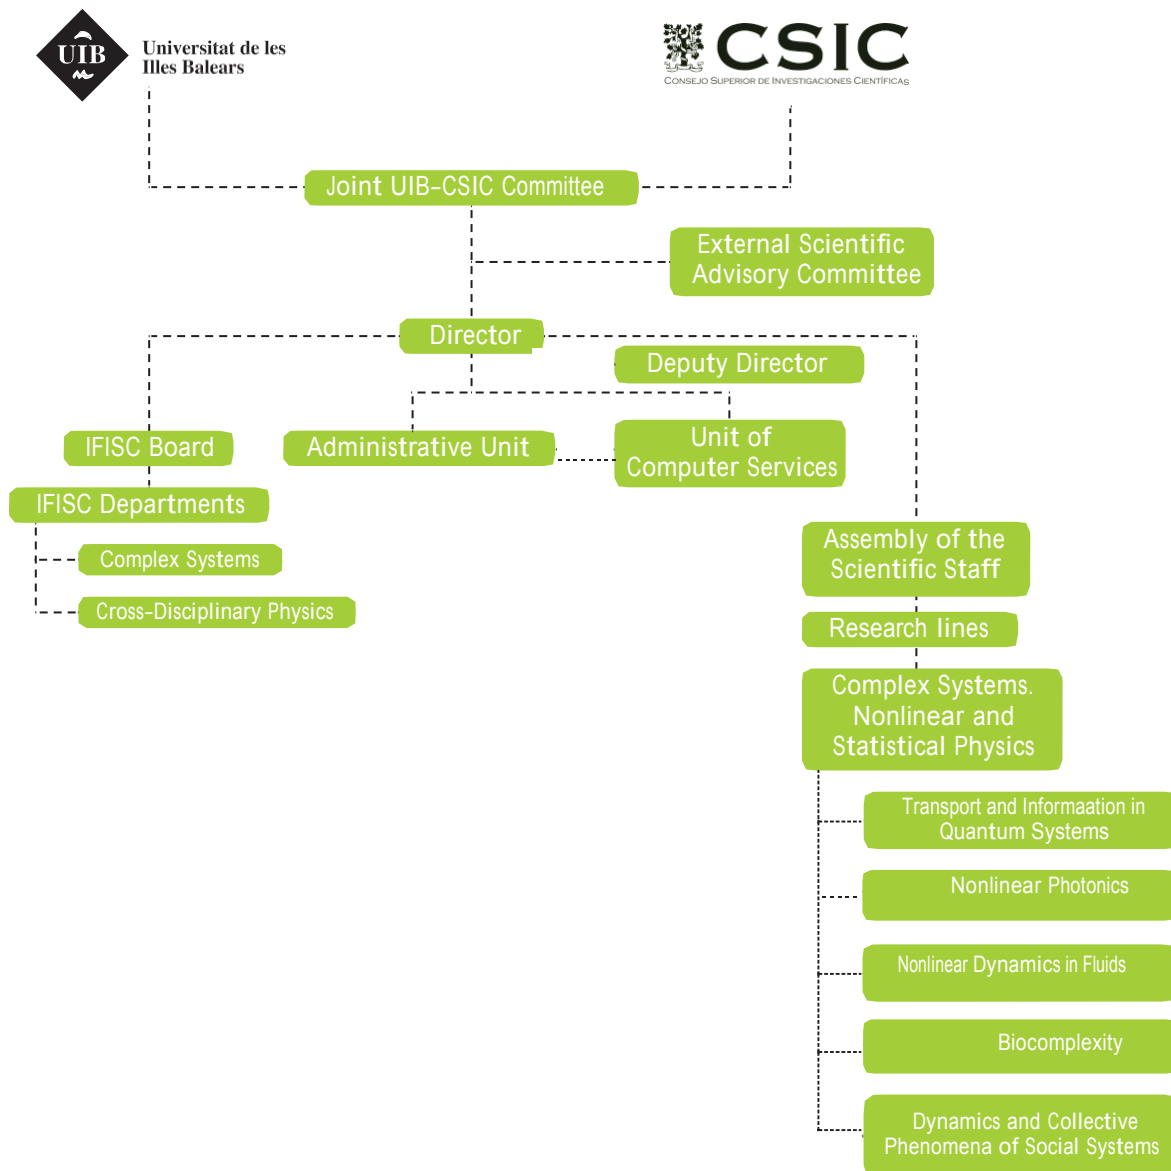 UIB
Universitat de les
Illes Balears
CSIC
CONSEJO SUPERIOR DE INVESTIGACIONES CIENTÍFICAS
Joint UIB-CSIC Committee
External Scientific
Advisory Committee
Director
Deputy Director
IFISC Board
Administrative Unit
Unit of
Computer Services
IFISC Departments
Complex Systems
Cross-Disciplinary Physics
Assembly of the
Scientific Staff
Research lines
Complex Systems.
Nonlinear and
Statistical Physics
Transport and Informaation in
Quantum Systems
Nonlinear Photonics
Nonlinear Dynamics in Fluids
Biocomplexity
Dynamics and Collective
Phenomena of Social Systems